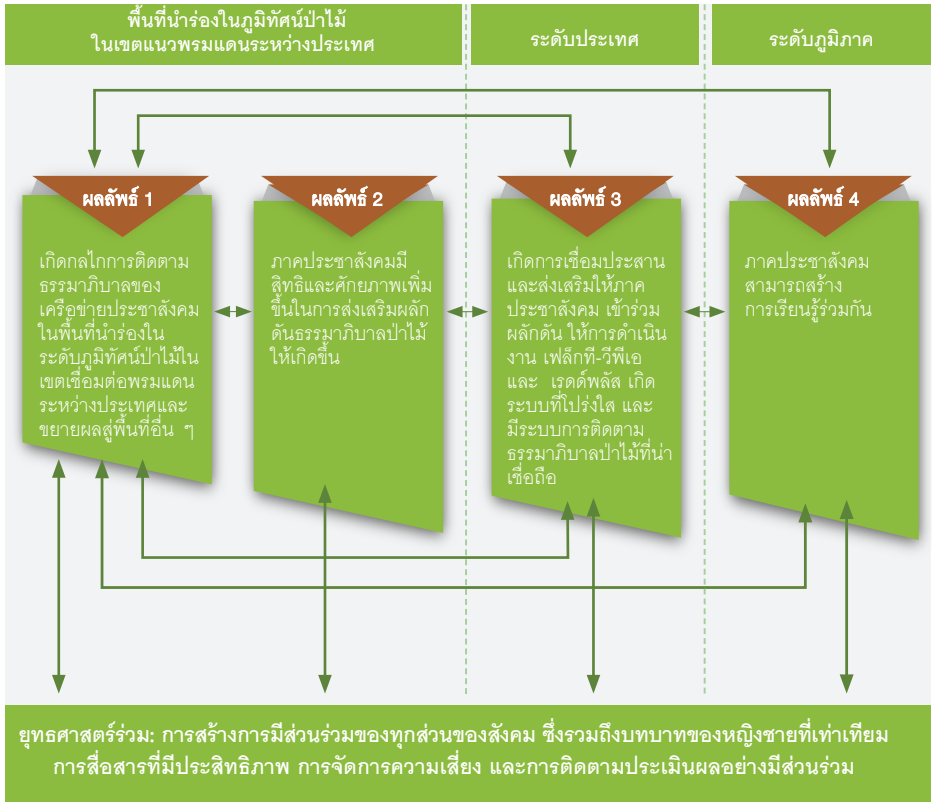 พื้นที่นำร่องในภูมิทัศน์ป่าไม้
ในเขตแนวพรมแดนระหว่างประเทศ
ระดับประเทศ
ระดับภูมิภาค
ผลลัพธ์ 1
เกิดกลไกการติดตาม
ธรรมาภิบาลของ
เครือข่ายประชาสังคม
ในพื้นที่นำร่องใน
ระดับภูมิทัศน์ป่าไม้ใน
เขตเชื่อมต่อพรมแดน
ระหว่างประเทศและ
ขยายผลสู่พื้นที่อื่น ๆ
ผลลัพธ์ 2
ภาคประชาสังคมมี
สิทธิและศักยภาพเพิ่ม
ขึ้นในการส่งเสริมผลัก
ดันธรรมาภิบาลป่าไม้
ให้เกิดขึ้น
ผลลัพธ์ 3
เกิดการเชื่อมประสาน
และส่งเสริมให้ภาค
ประชาสังคม เข้าร่วม
ผลักดัน ให้การดำเนิน
งาน เฟล็กที-วีพีเอ
และ เรดด์พลัส เกิด
ระบบที่โปร่งใส และ
มีระบบการติดตาม
ธรรมาภิบาลป่าไม้ที่น่า
เชื่อถือ
ผลลัพธ์ 4
ภาคประชาสังคม
สามารถสร้าง
การเรียนรู้ร่วมกัน
ยุทธศาสตร์ร่วม: การสร้างการมีส่วนร่วมของทุกส่วนของสังคม ซึ่งรวมถึงบทบาทของหญิงชายที่เท่าเทียม
การสื่อสารที่มีประสิทธิภาพ การจัดการความเสี่ยง และการติดตามประเมินผลอย่างมีส่วนร่วม